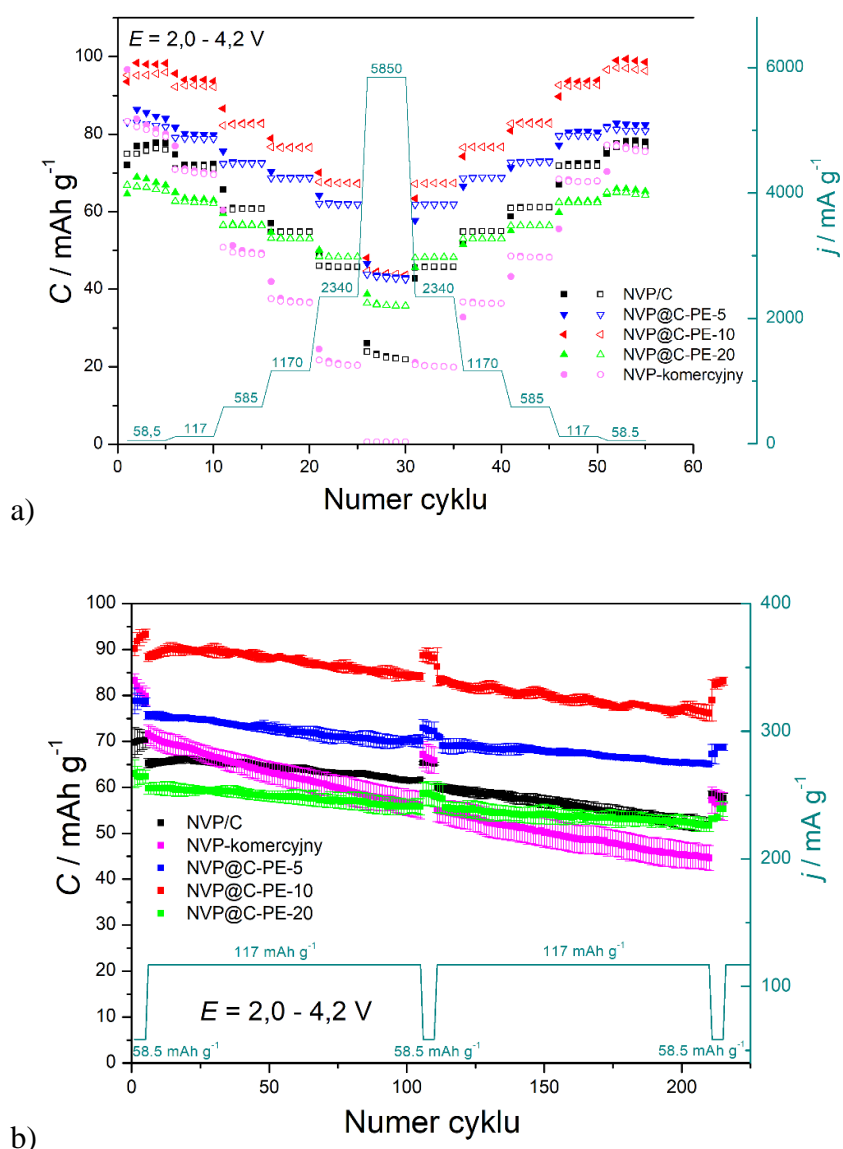 E = 2,0 - 4,2 V
5850
2340
2340
1170
1170
585
585
117
117
58,5
58.5
100
80
60
40
20
0
C / mAh g⁻¹
6000
4000
2000
0
j / mA g⁻¹
NVP/C
NVP@C-PE-5
NVP@C-PE-10
NVP@C-PE-20
NVP-komercyjny
0
10
20
30
40
50
60
Numer cyklu
a)
100
90
80
70
60
50
40
30
20
10
0
C / mAh g⁻¹
400
300
200
100
j / mA g⁻¹
NVP/C
NVP-komercyjny
NVP@C-PE-5
NVP@C-PE-10
NVP@C-PE-20
117 mAh g⁻¹
117 mAh g⁻¹
E = 2,0 - 4,2 V
58.5 mAh g⁻¹
58.5 mAh g⁻¹
58.5 mAh g⁻¹
0
50
100
150
200
Numer cyklu
b)